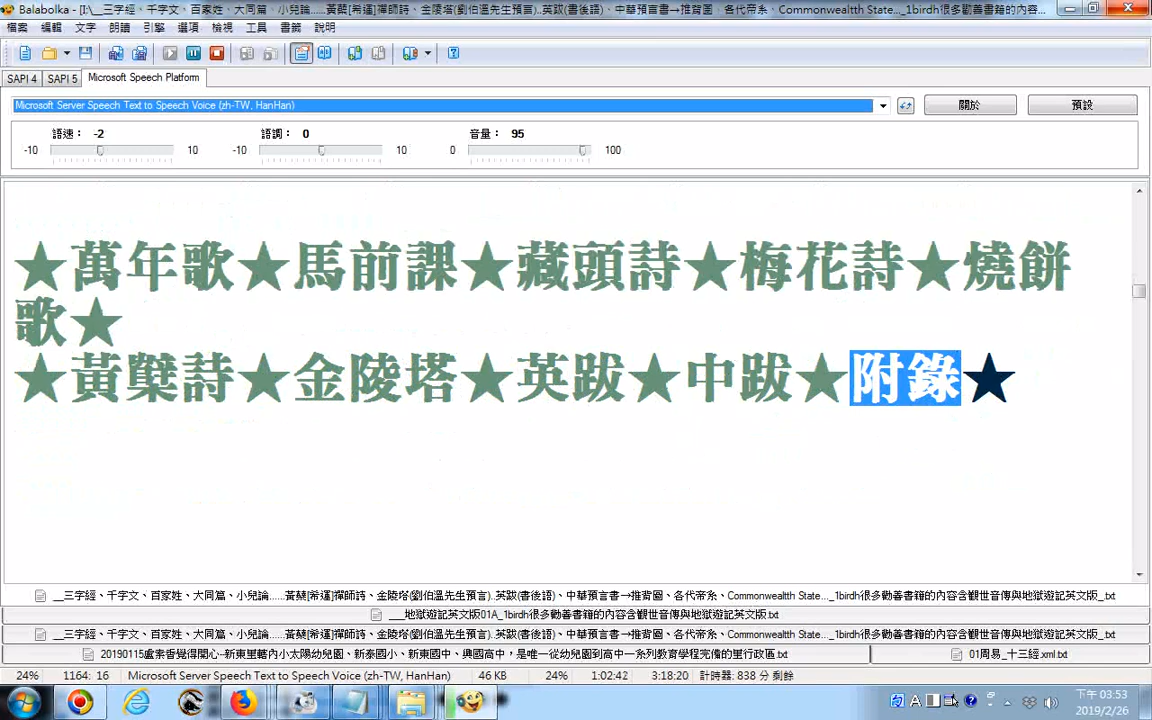 Balabolka - [I:\__三字經、千字文、百家姓、大同篇、小兒論.....黃蘗[希運]禪師詩、金陵塔(劉伯溫先生預言)..英跋(書後語)、中華預言書→推背圖、各代帝系、Commonwealtth State..._1birdh很多勸善書籍的內容...
檔案 編輯 文字 朗讀 引擎 選項 檢視 工具 書籤 說明
SAPI 4 SAPI 5 Microsoft Speech Platform
Microsoft Server Speech Text to Speech Voice (zh-TW, HanHan) 關於 預設
語速： -2 語調： 0 音量： 95
-10 10 -10 10 0 100
★萬年歌★馬前課★藏頭詩★梅花詩★燒餅
歌★
★黃櫱詩★金陵塔★英跋★中跋★附錄★
__三字經、千字文、百家姓、大同篇、小兒論.....黃蘗[希運]禪師詩、金陵塔(劉伯溫先生預言)..英跋(書後語)、中華預言書→推背圖、各代帝系、Commonwealtth State..._1birdh很多勸善書籍的內容含觀世音傳與地獄遊記英文版_.txt
___地獄遊記英文版01A_1birdh很多勸善書籍的內容含觀世音傳與地獄遊記英文版.txt
__三字經、千字文、百家姓、大同篇、小兒論.....黃蘗[希運]禪師詩、金陵塔(劉伯溫先生預言)..英跋(書後語)、中華預言書→推背圖、各代帝系、Commonwealtth State..._1birdh很多勸善書籍的內容含觀世音傳與地獄遊記英文版_.txt
20190115盧素香覺得開心--新東里轄內小太陽幼兒園、新泰國小、新東國中、興國高中，是唯一從幼兒園到高中一系列教育學程完備的里行政區.txt 01周易_十三經.xml.txt
24% 1164: 16 Microsoft Server Speech Text to Speech Voice (zh-TW, HanHan) 46 KB 24% 1:02:42 3:18:20 計時器: 838 分 剩餘
下午 03:53
2019/2/26